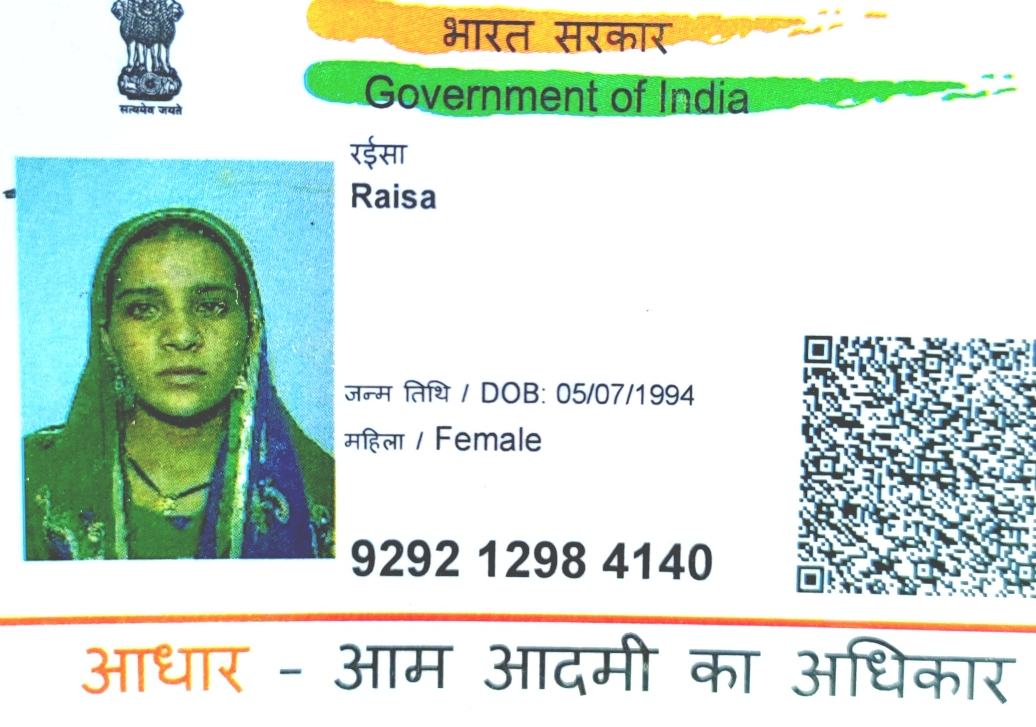 सत्यमेव जयते
भारत सरकार
Government of India
रईसा
Raisa
जन्म तिथि / DOB: 05/07/1994
महिला / Female
9292 1298 4140
आधार - आम आदमी का अधिकार